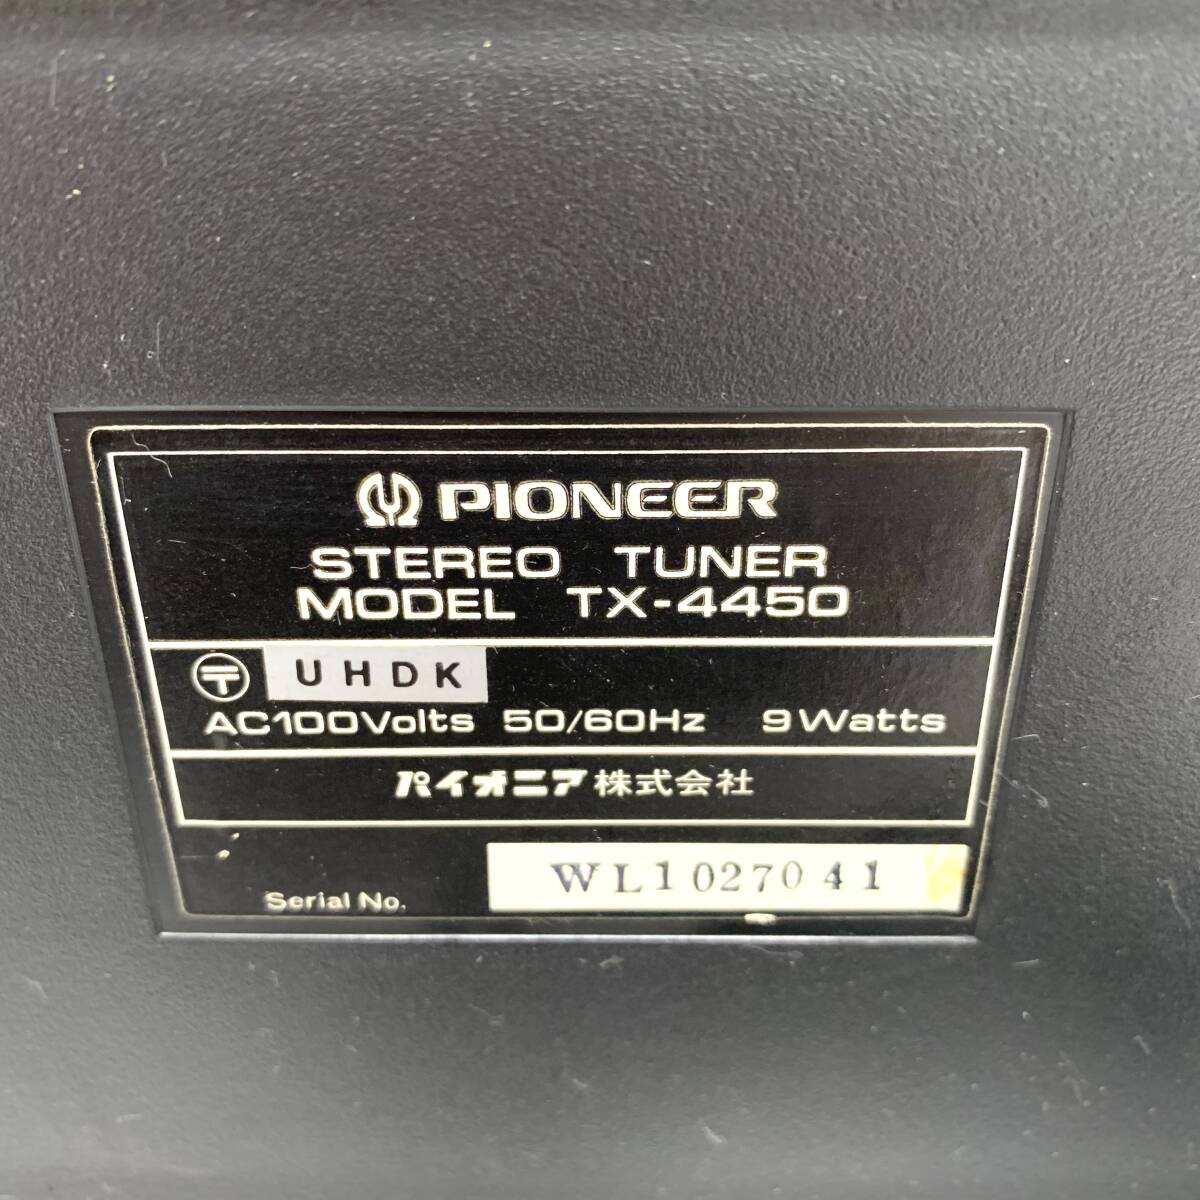 PIONEER
STEREO TUNER
MODEL TX-4450
〒 UHDK
AC100Volts 50/60Hz 9Watts
パイオニア株式会社
Serial No. WL1027041